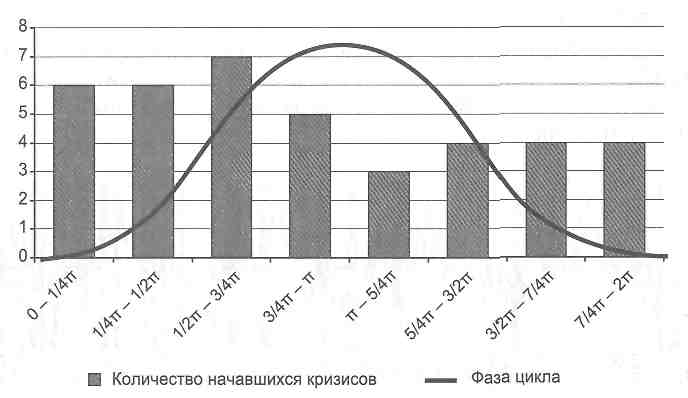 8
7
6
5
4
3
2
1
0
0 – 1/4π
1/4π – 1/2π
1/2π – 3/4π
3/4π – π
π – 5/4π
5/4π – 3/2π
3/2π – 7/4π
7/4π – 2π
Количество начавшихся кризисов
Фаза цикла